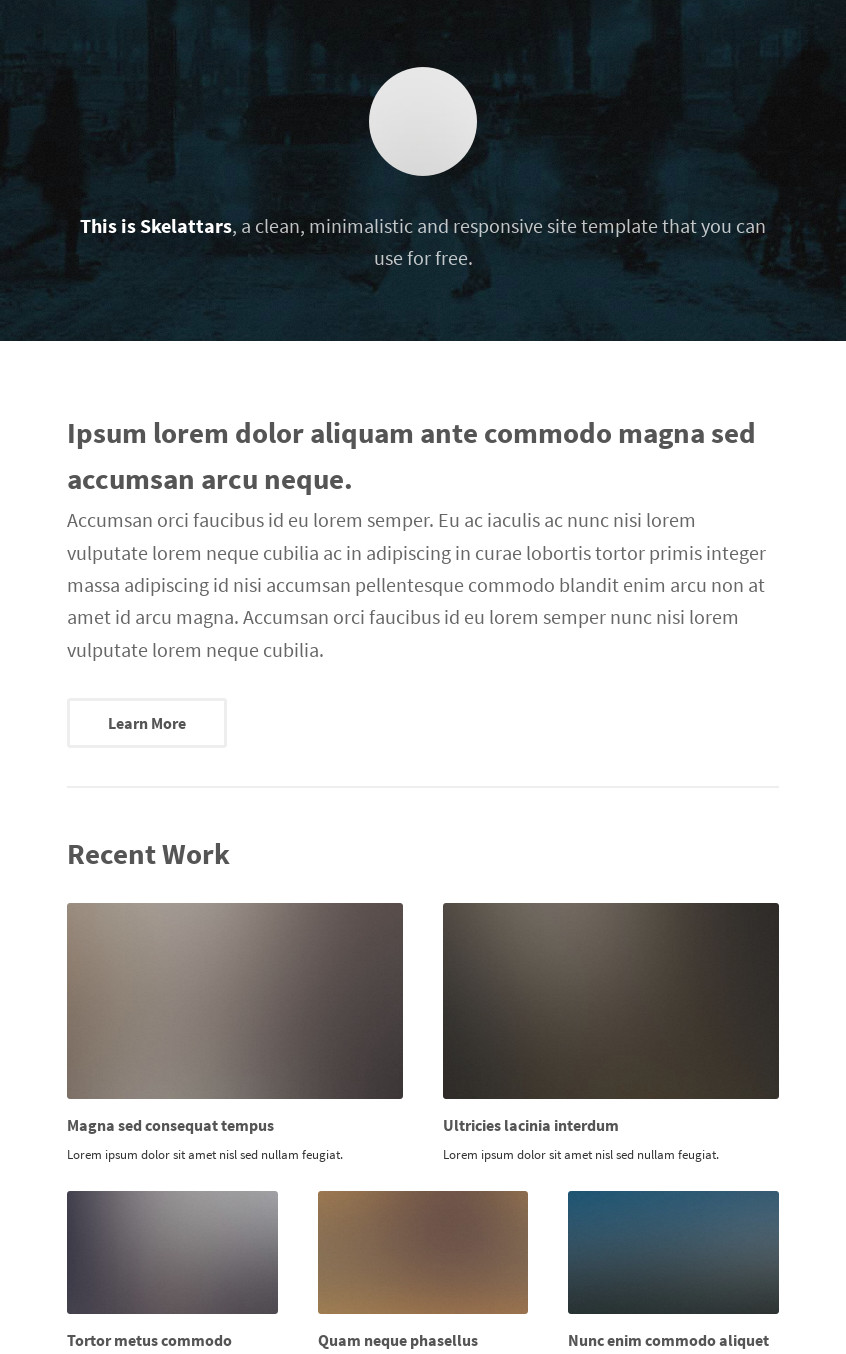 This is Skelattars, a clean, minimalistic and responsive site template that you can
use for free.
Ipsum lorem dolor aliquam ante commodo magna sed
accumsan arcu neque.
Accumsan orci faucibus id eu lorem semper. Eu ac iaculis ac nunc nisi lorem
vulputate lorem neque cubilia ac in adipiscing in curae lobortis tortor primis integer
massa adipiscing id nisi accumsan pellentesque commodo blandit enim arcu non at
amet id arcu magna. Accumsan orci faucibus id eu lorem semper nunc nisi lorem
vulputate lorem neque cubilia.
Learn More
Recent Work
Magna sed consequat tempus
Lorem ipsum dolor sit amet nisl sed nullam feugiat.
Ultricies lacinia interdum
Lorem ipsum dolor sit amet nisl sed nullam feugiat.
Tortor metus commodo
Quam neque phasellus
Nunc enim commodo aliquet